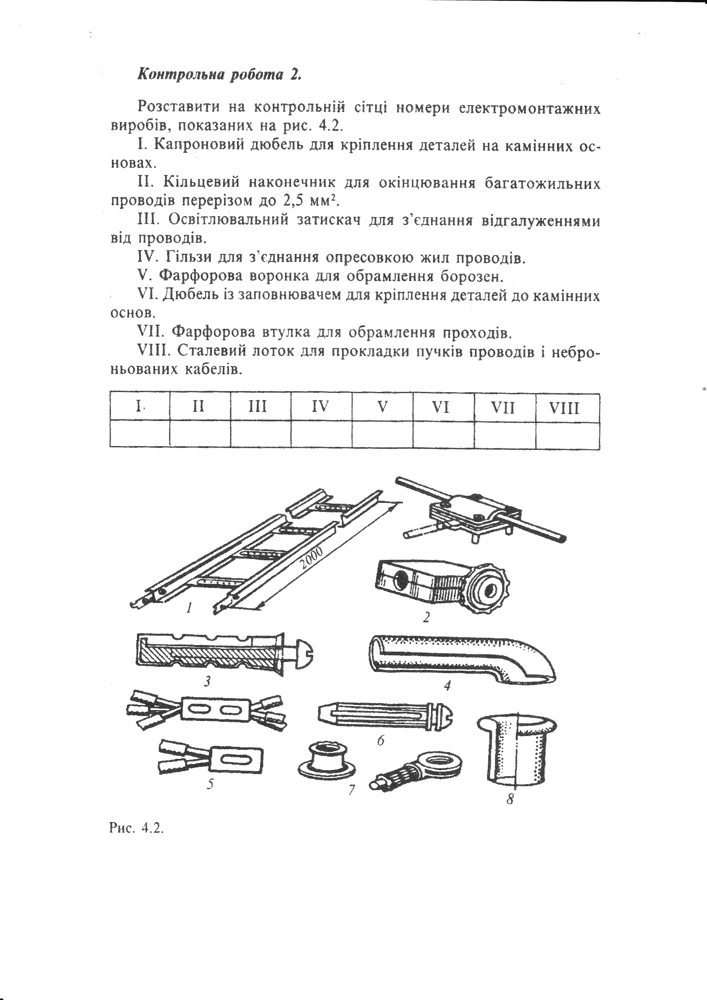 Контрольна робота 2.
Розставити на контрольній сітці номери електромонтажних
виробів, показаних на рис. 4.2.
I. Капроновий дюбель для кріплення деталей на камінних ос-
новах.
II. Кільцевий наконечник для окінцювання багатожильних
проводів перерізом до 2,5 мм².
III. Освітлювальний затискач для з’єднання відгалуженнями
від проводів.
IV. Гільзи для з’єднання опресовкою жил проводів.
V. Фарфорова воронка для обрамлення борозен.
VI. Дюбель із заповнювачем для кріплення деталей до камінних
основ.
VII. Фарфорова втулка для обрамлення проходів.
VIII. Сталевий лоток для прокладки пучків проводів і неbро-
ньованих кабелів.
I II III IV V VI VII VIII
2000
1
2
3
4
5
6
7
8
Рис. 4.2.